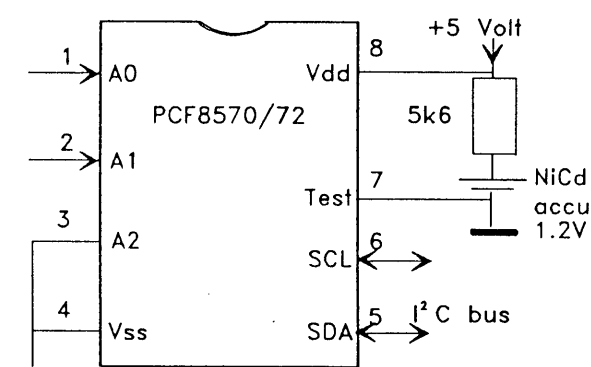 +5 Volt
1
A0
Vdd
8
PCF8570/72
5k6
2
A1
7
Test
NiCd
accu
1.2V
3
A2
6
SCL
4
Vss
SDA
5
I²C bus